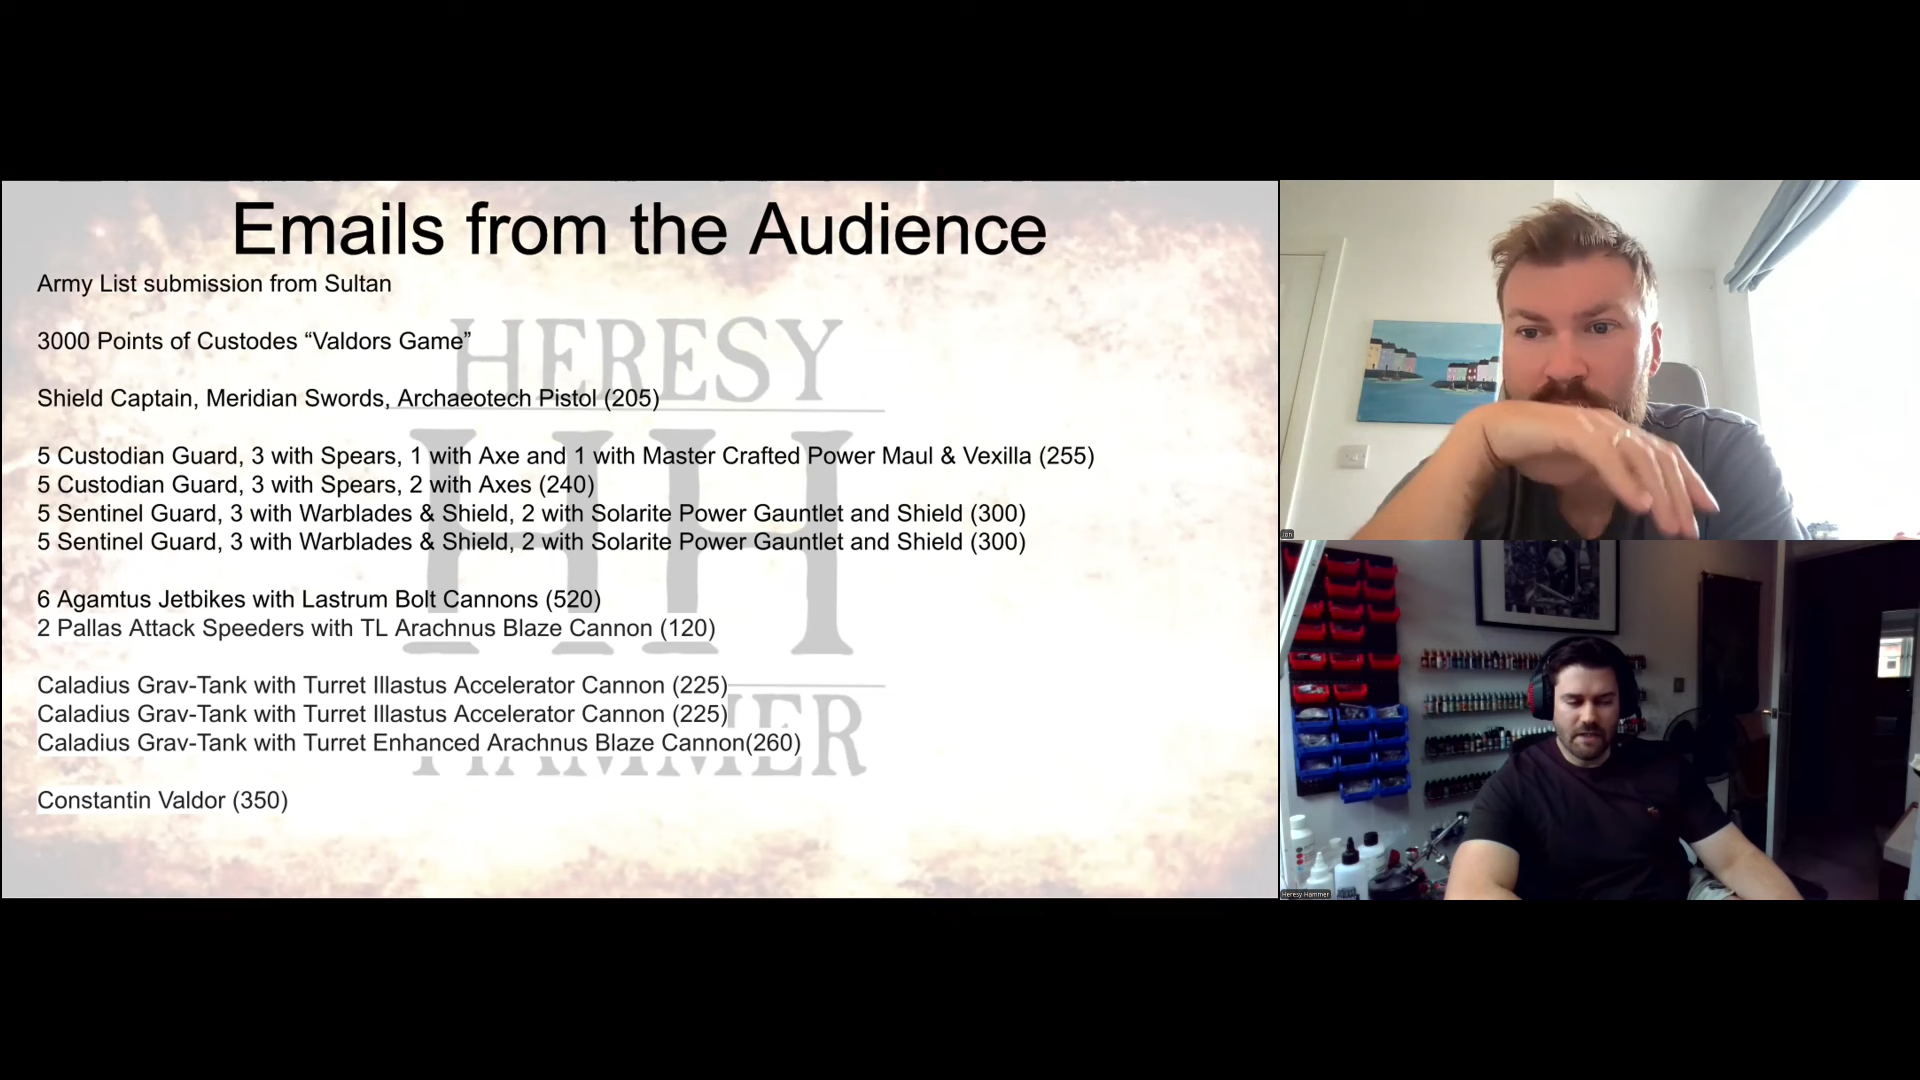 Emails from the Audience
Army List submission from Sultan
3000 Points of Custodes “Valdors Game”
Shield Captain, Meridian Swords, Archaeotech Pistol (205)
5 Custodian Guard, 3 with Spears, 1 with Axe and 1 with Master Crafted Power Maul & Vexilla (255)
5 Custodian Guard, 3 with Spears, 2 with Axes (240)
5 Sentinel Guard, 3 with Warblades & Shield, 2 with Solarite Power Gauntlet and Shield (300)
5 Sentinel Guard, 3 with Warblades & Shield, 2 with Solarite Power Gauntlet and Shield (300)
6 Agamtus Jetbikes with Lastrum Bolt Cannons (520)
2 Pallas Attack Speeders with TL Arachnus Blaze Cannon (120)
Caladius Grav-Tank with Turret Illastus Accelerator Cannon (225)
Caladius Grav-Tank with Turret Illastus Accelerator Cannon (225)
Caladius Grav-Tank with Turret Enhanced Arachnus Blaze Cannon(260)
Constantin Valdor (350)
HERESY
HH
HAMMER
Jon
Heresy Hammer